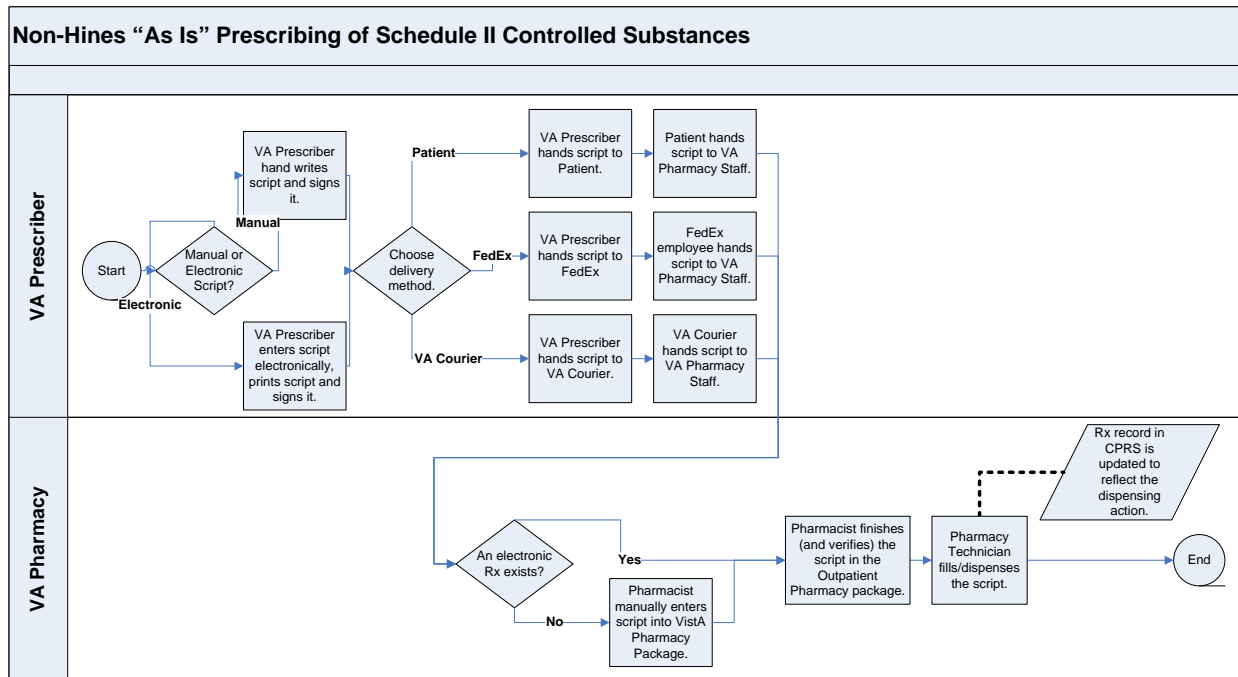 Non-Hines “As Is” Prescribing of Schedule II Controlled Substances
VA Prescriber
Start
Manual or
Electronic
Script?
Manual
Electronic
VA Prescriber
hand writes
script and signs
it.
VA Prescriber
enters script
electronically,
prints script and
signs it.
Choose
delivery
method.
Patient
VA Prescriber
hands script to
Patient.
Patient hands
script to VA
Pharmacy Staff.
FedEx
VA Prescriber
hands script to
FedEx
FedEx
employee hands
script to VA
Pharmacy Staff.
VA Courier
VA Prescriber
hands script to
VA Courier.
VA Courier
hands script to
VA Pharmacy
Staff.
VA Pharmacy
An electronic
Rx exists?
Yes
No
Pharmacist
manually enters
script into VistA
Pharmacy
Package.
Pharmacist finishes
(and verifies) the
script in the
Outpatient
Pharmacy package.
Pharmacy
Technician
fills/dispenses
the script.
Rx record in
CPRS is
updated to
reflect the
dispensing
action.
End